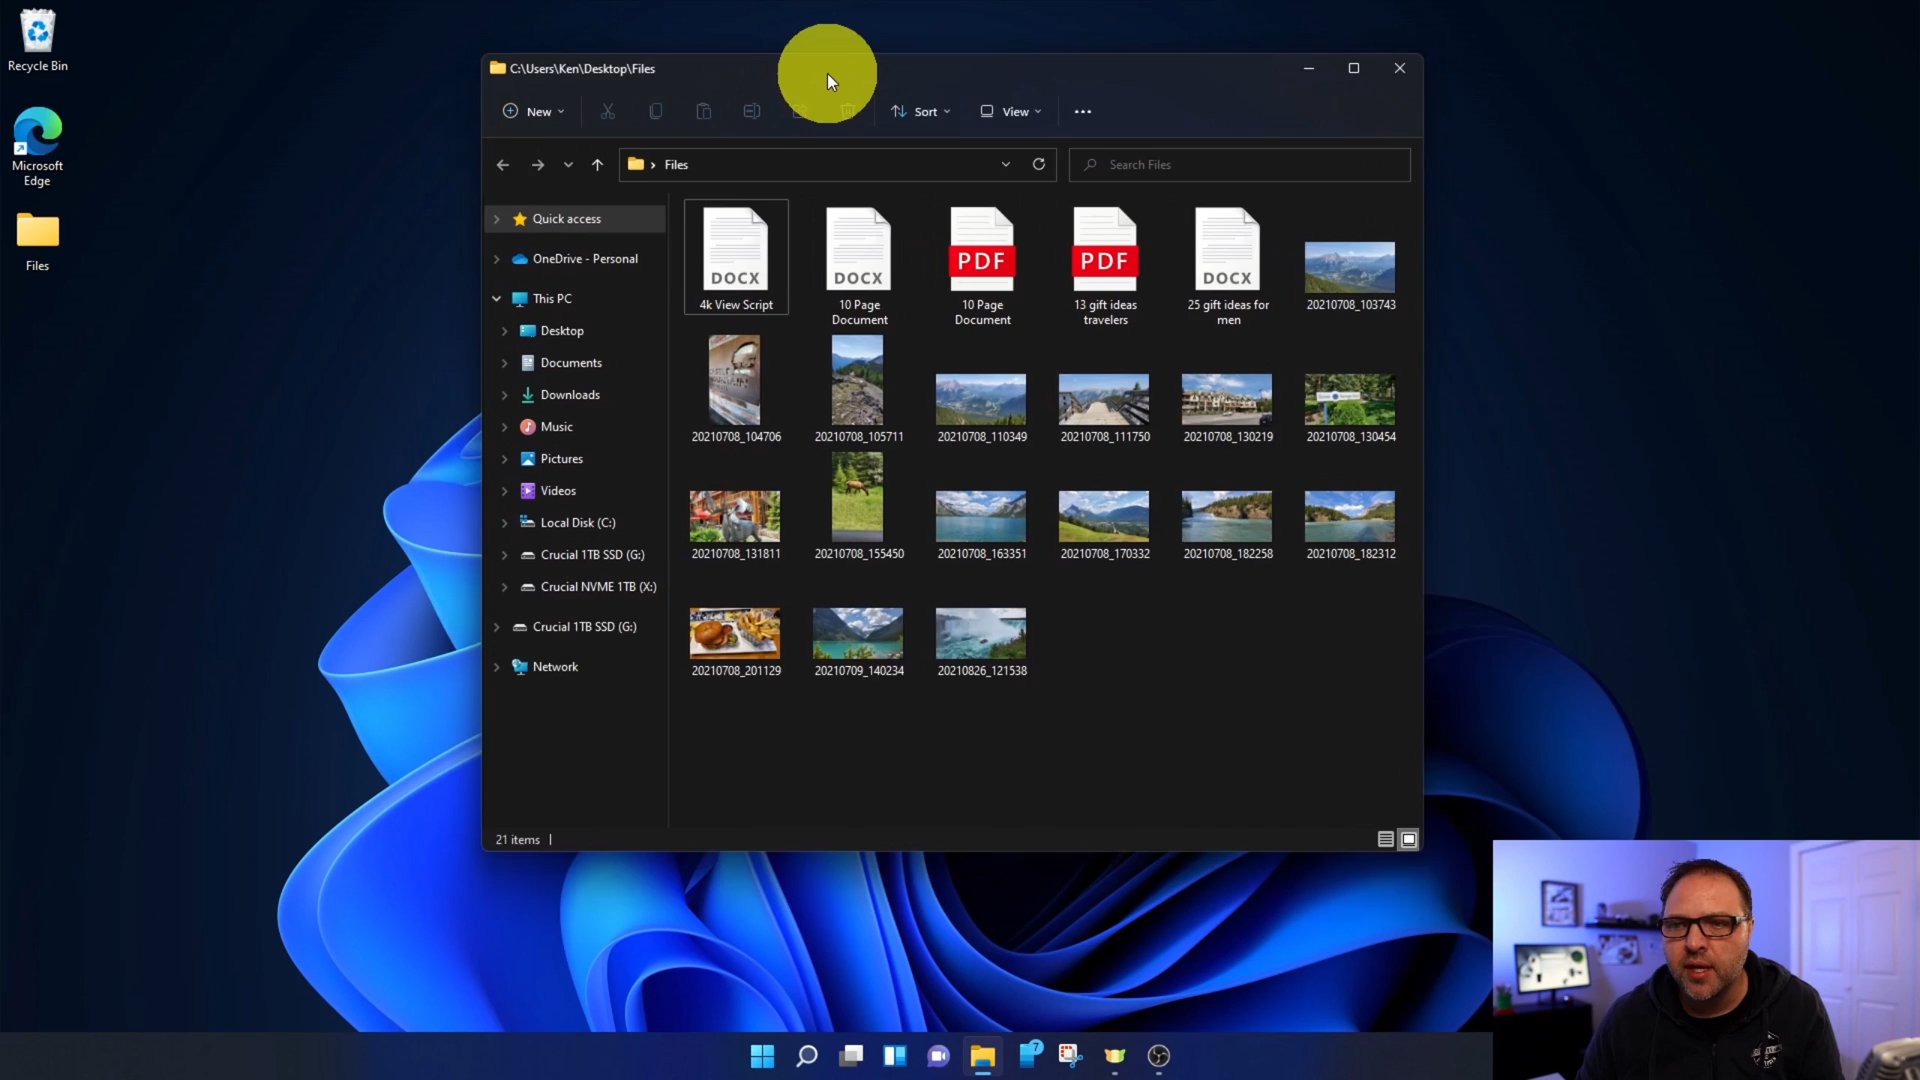 Recycle Bin
Microsoft
Edge
Files
C:\Users\Ken\Desktop\Files
New
Sort
View
Files
Search Files
Quick access
OneDrive - Personal
This PC
Desktop
Documents
Downloads
Music
Pictures
Videos
Local Disk (C:)
Crucial 1TB SSD (G:)
Crucial NVME 1TB (X:)
Crucial 1TB SSD (G:)
Network
DOCX
DOCX
PDF
PDF
DOCX
4k View Script
10 Page
Document
10 Page
Document
13 gift ideas
travelers
25 gift ideas for
men
20210708_103743
20210708_104706
20210708_105711
20210708_110349
20210708_111750
20210708_130219
20210708_130454
20210708_131811
20210708_155450
20210708_163351
20210708_170332
20210708_182258
20210708_182312
20210708_201129
20210709_140234
20210826_121538
21 items
7